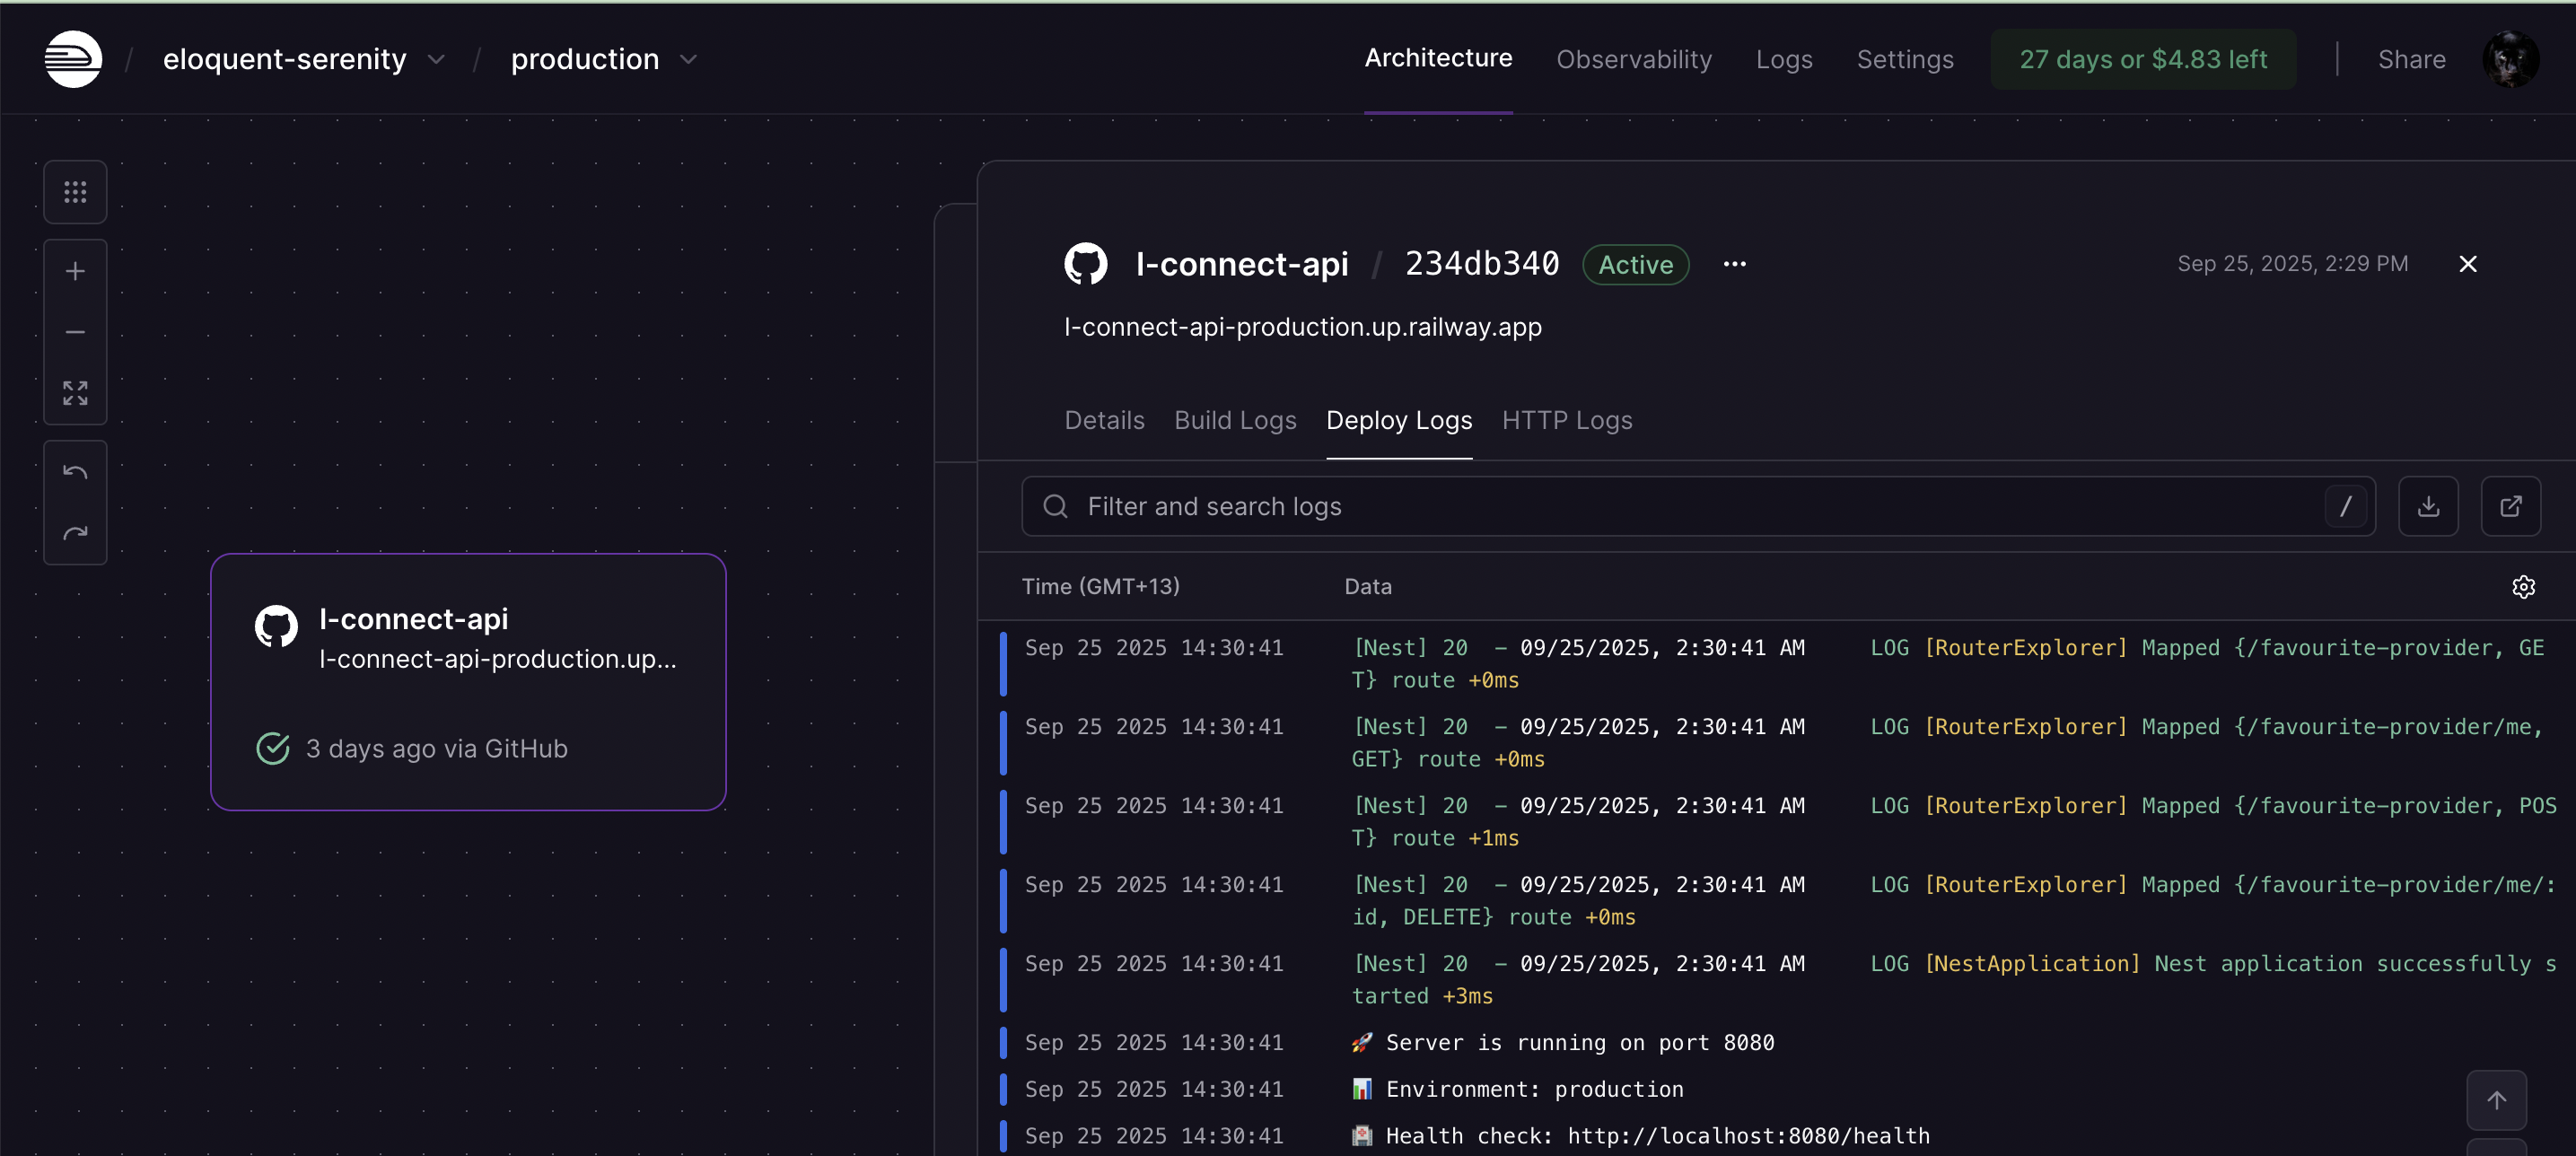 / eloquent-serenity / production
Architecture Observability Logs Settings 27 days or $4.83 left Share
l-connect-api / 234db340 Active ··· Sep 25, 2025, 2:29 PM
l-connect-api-production.up.railway.app
Details Build Logs Deploy Logs HTTP Logs
Filter and search logs /
Time (GMT+13) Data
l-connect-api
l-connect-api-production.up...
3 days ago via GitHub
Sep 25 2025 14:30:41 [Nest] 20 - 09/25/2025, 2:30:41 AM LOG [RouterExplorer] Mapped {/favourite-provider, GE
T} route +0ms
Sep 25 2025 14:30:41 [Nest] 20 - 09/25/2025, 2:30:41 AM LOG [RouterExplorer] Mapped {/favourite-provider/me,
GET} route +0ms
Sep 25 2025 14:30:41 [Nest] 20 - 09/25/2025, 2:30:41 AM LOG [RouterExplorer] Mapped {/favourite-provider, POS
T} route +1ms
Sep 25 2025 14:30:41 [Nest] 20 - 09/25/2025, 2:30:41 AM LOG [RouterExplorer] Mapped {/favourite-provider/me/:
id, DELETE} route +0ms
Sep 25 2025 14:30:41 [Nest] 20 - 09/25/2025, 2:30:41 AM LOG [NestApplication] Nest application successfully s
tarted +3ms
Sep 25 2025 14:30:41 🚀 Server is running on port 8080
Sep 25 2025 14:30:41 📊 Environment: production
Sep 25 2025 14:30:41 🏥 Health check: http://localhost:8080/health